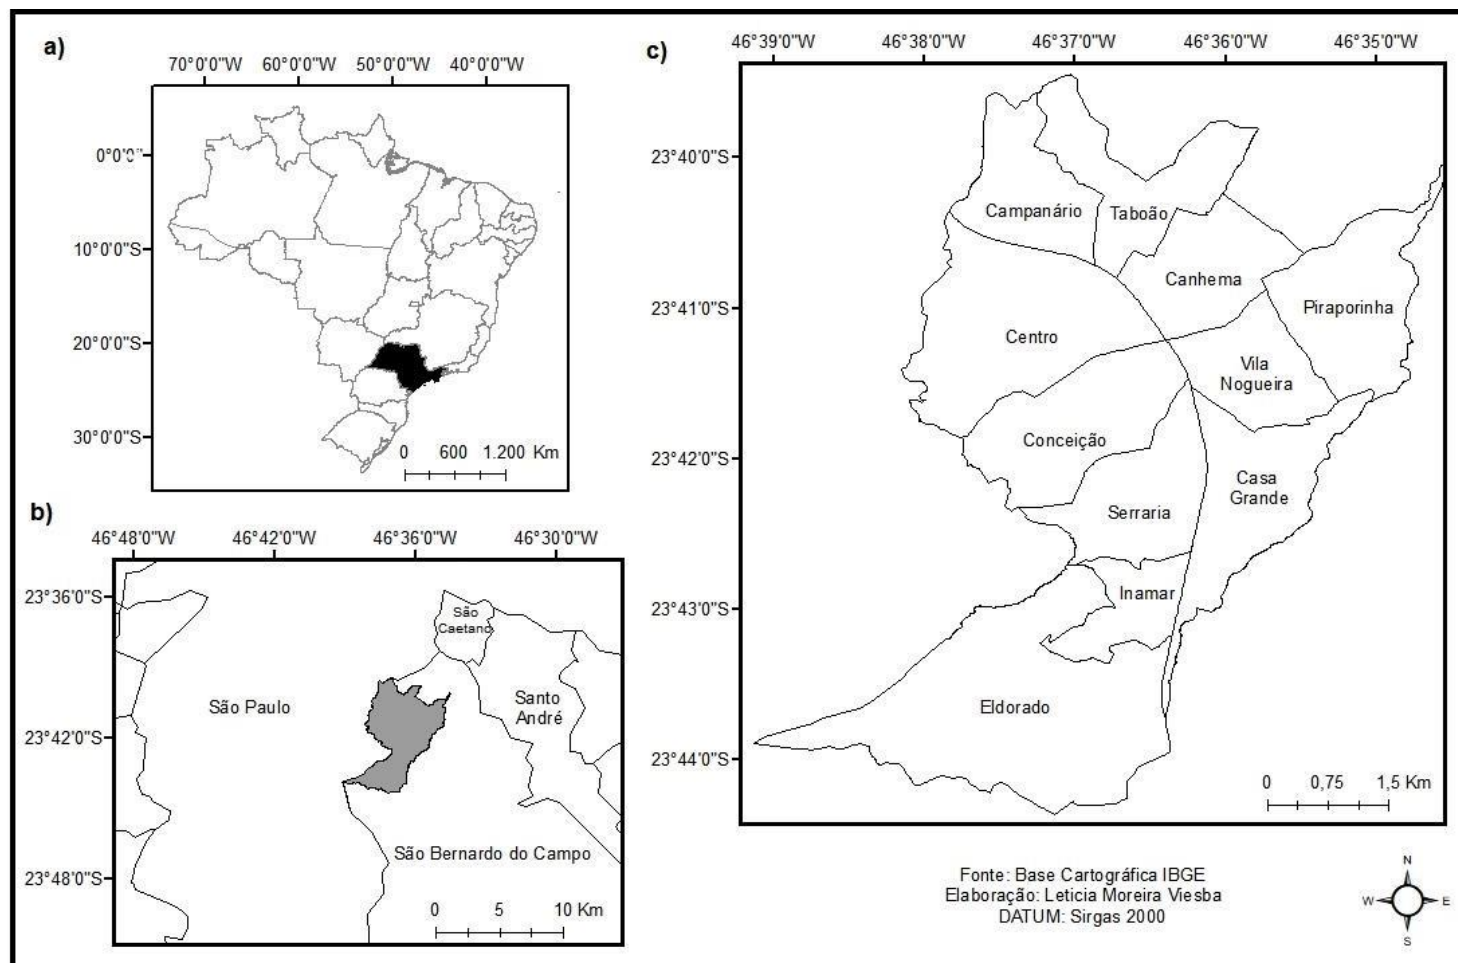 a)
70°0'0"W 60°0'0"W 50°0'0"W 40°0'0"W
0°0'0"
10°0'0"S
20°0'0"S
30°0'0"S
0 600 1.200 Km
b)
46°48'0"W 46°42'0"W 46°36'0"W 46°30'0"W
23°36'0"S
23°42'0"S
23°48'0"S
São
Caetano
São Paulo
Santo
André
São Bernardo do Campo
0 5 10 Km
c)
46°39'0"W 46°38'0"W 46°37'0"W 46°36'0"W 46°35'0"W
23°40'0"S
23°41'0"S
23°42'0"S
23°43'0"S
23°44'0"S
Campanário
Taboão
Canhema
Piraporinha
Centro
Vila
Nogueira
Conceição
Casa
Grande
Serraria
Inamar
Eldorado
0 0,75 1,5 Km
Fonte: Base Cartográfica IBGE
Elaboração: Leticia Moreira Viesba
DATUM: Sirgas 2000
N
W E
S